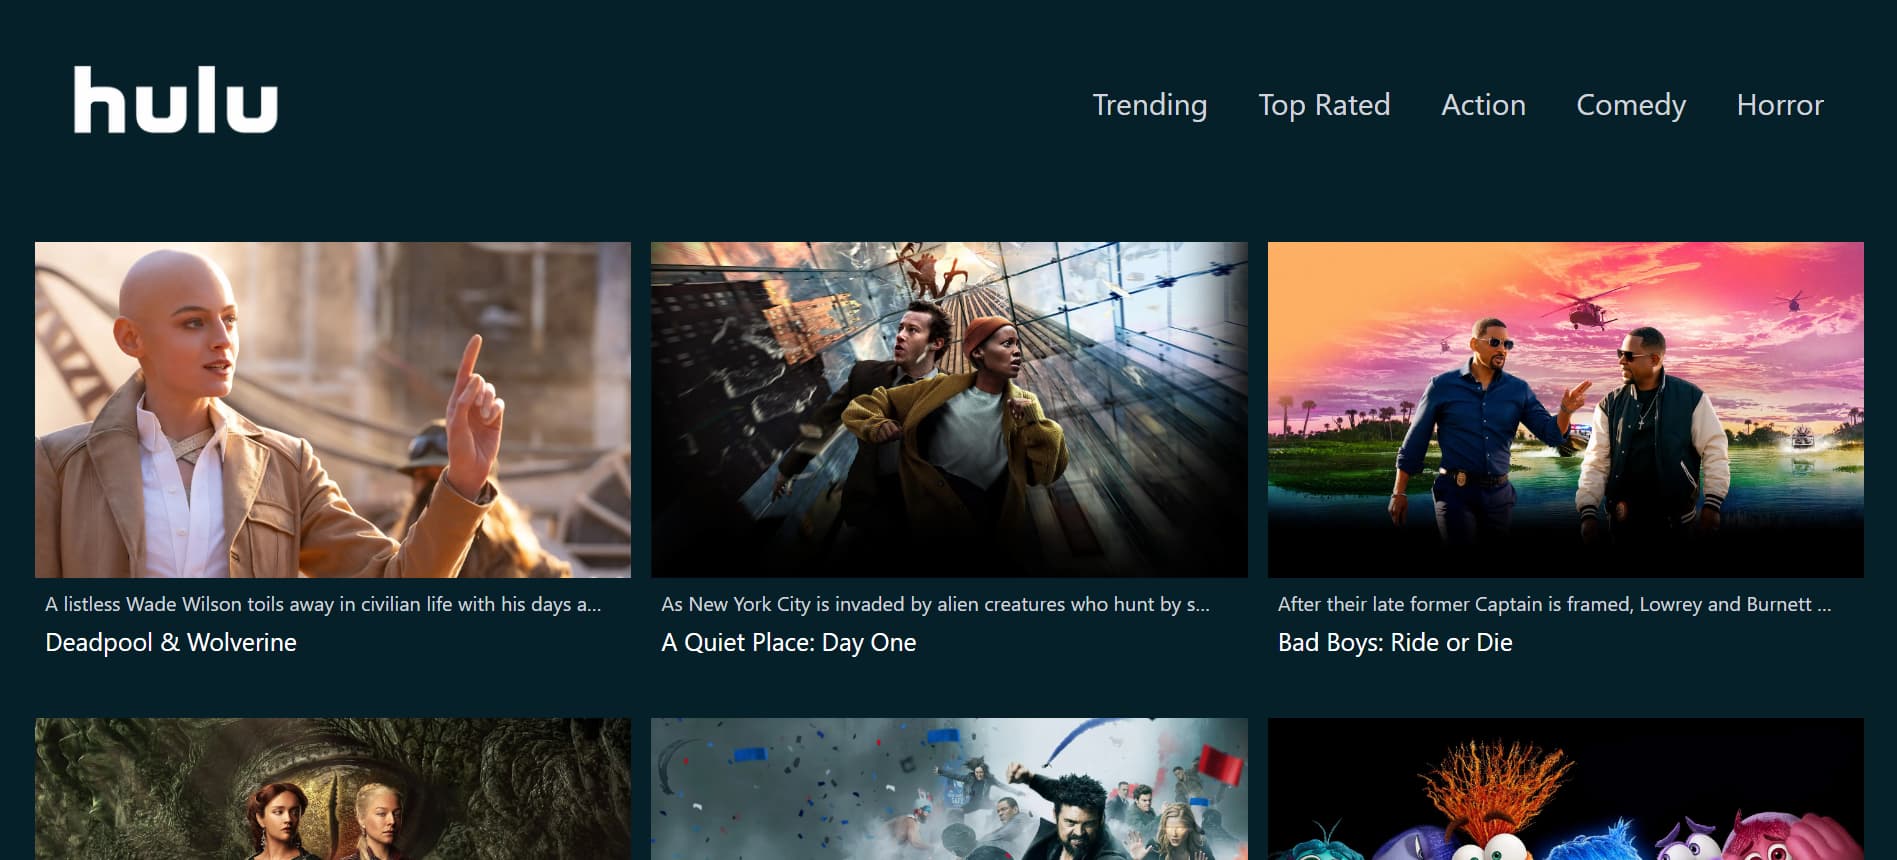 hulu
Trending Top Rated Action Comedy Horror
A listless Wade Wilson toils away in civilian life with his days a...
Deadpool & Wolverine
As New York City is invaded by alien creatures who hunt by s...
A Quiet Place: Day One
After their late former Captain is framed, Lowrey and Burnett ...
Bad Boys: Ride or Die